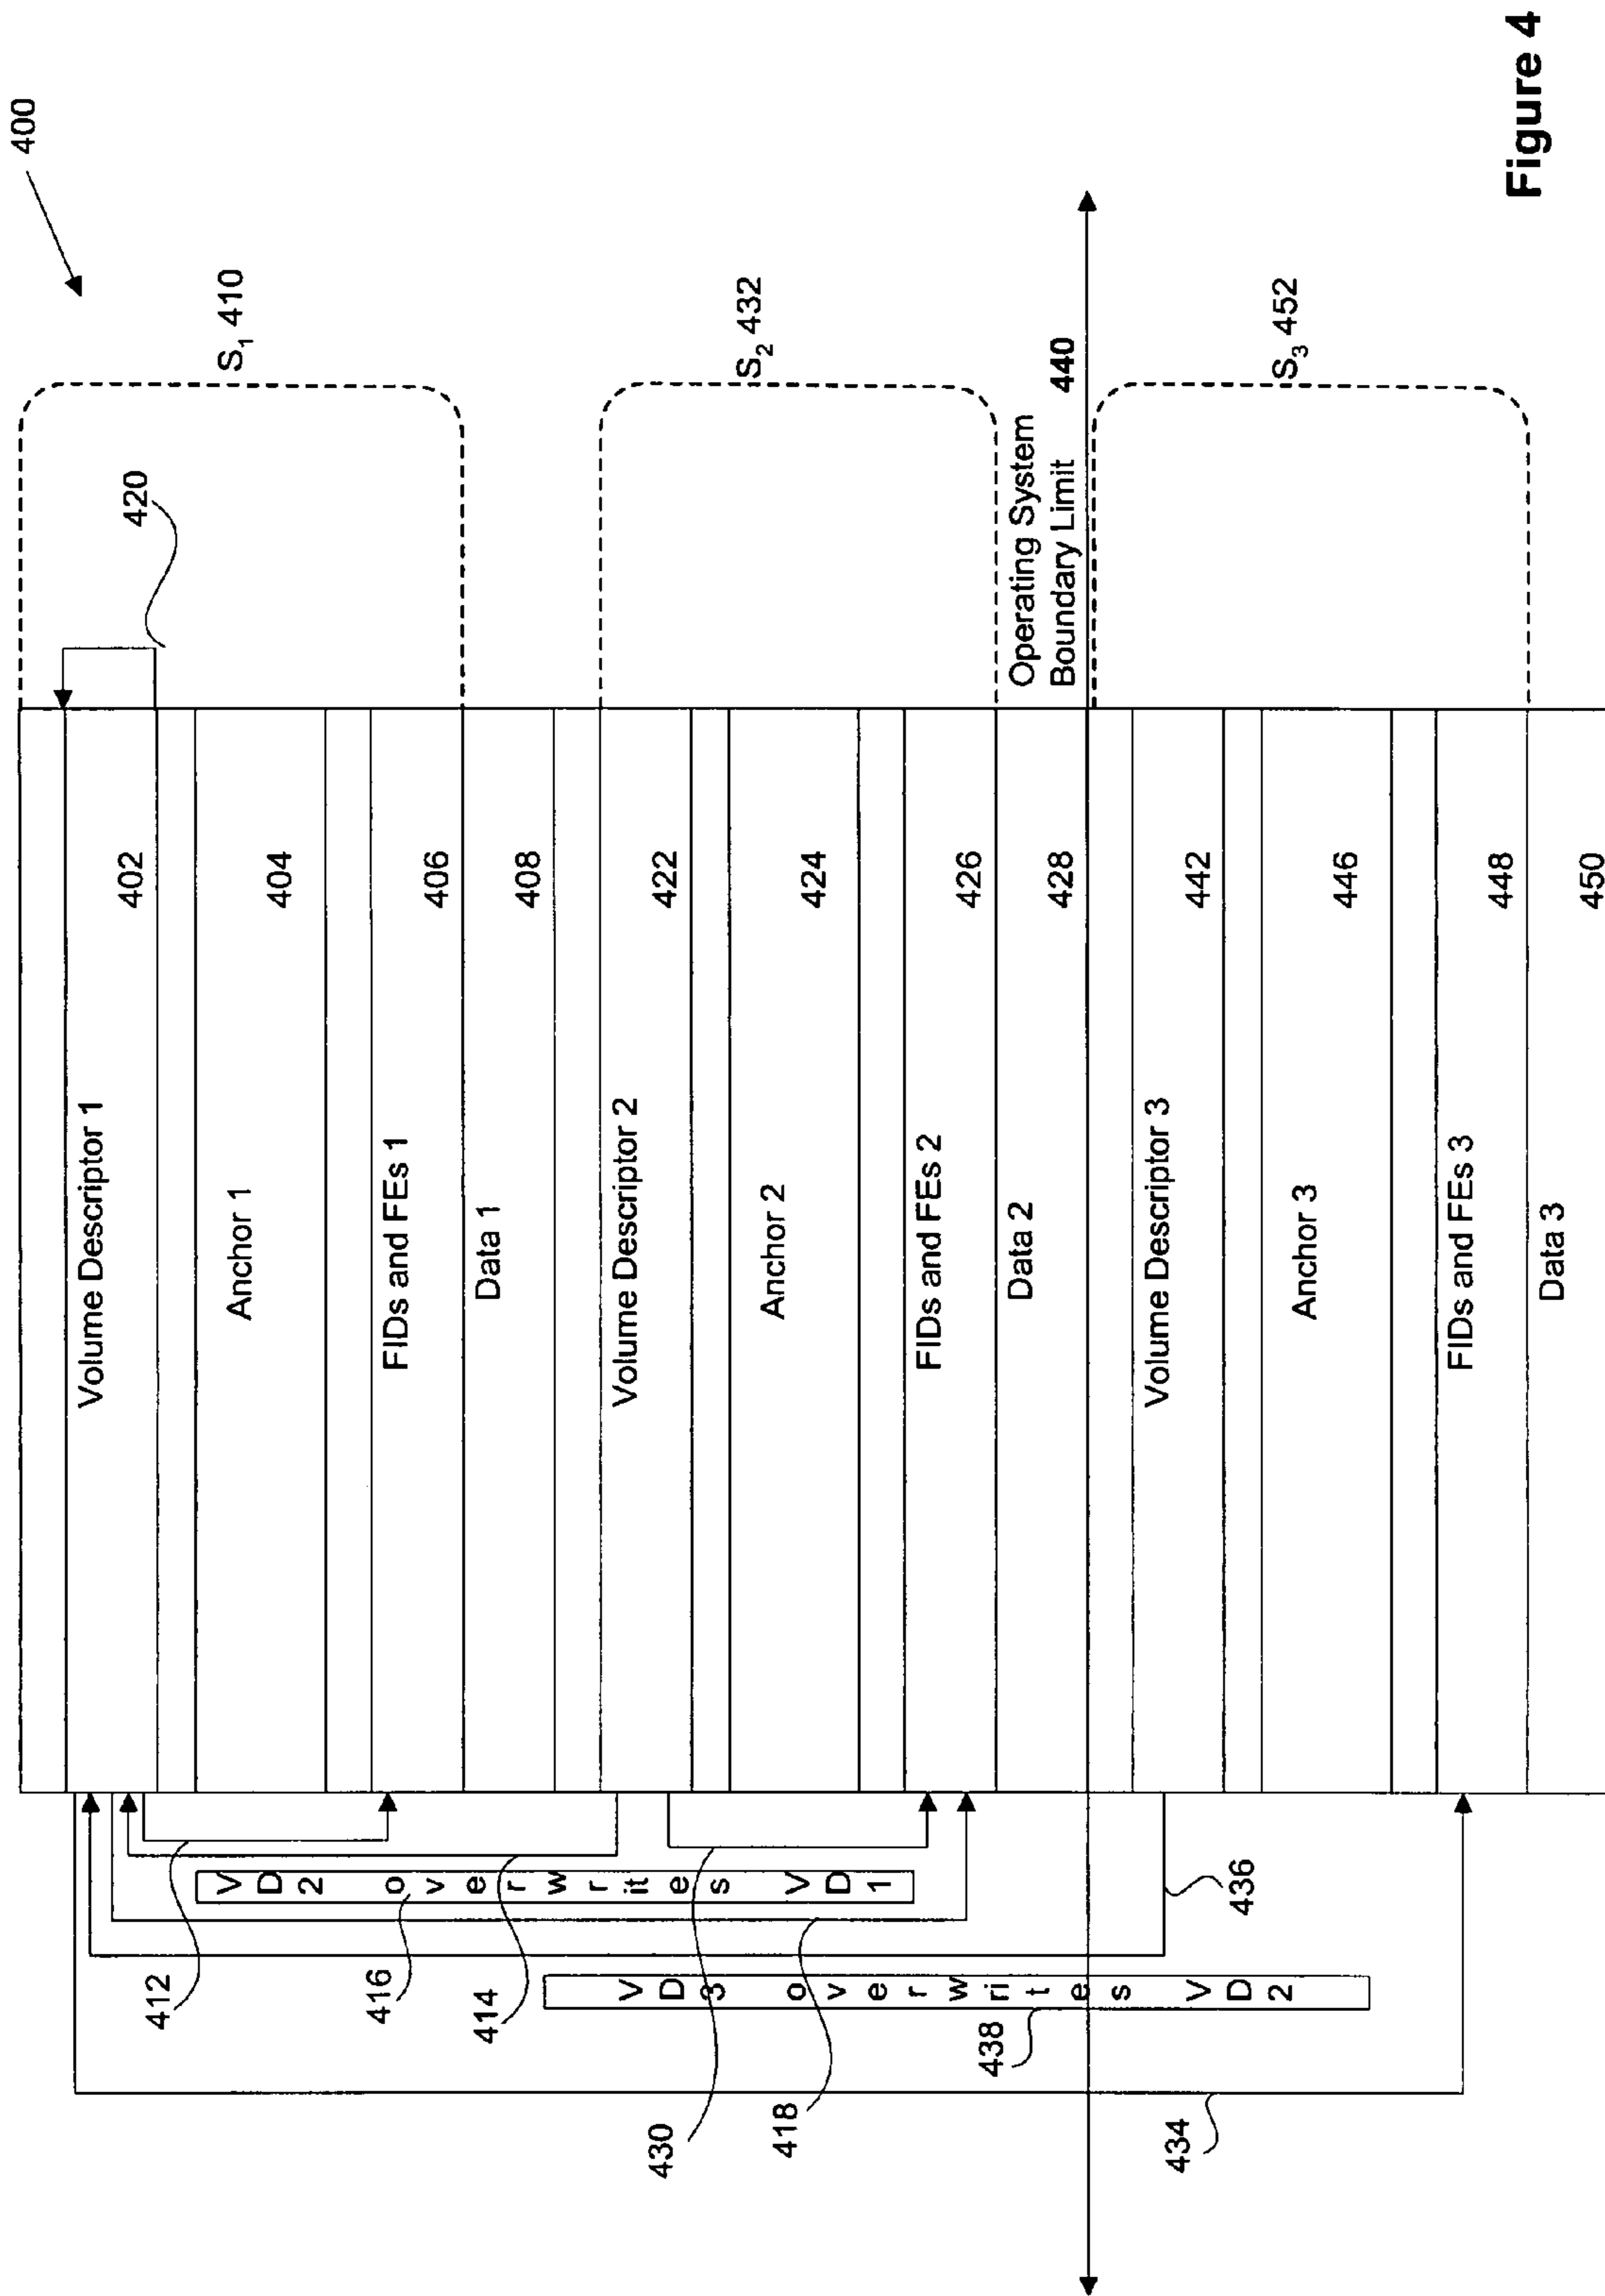 400
S1 410
420
Volume Descriptor 1
402
Anchor 1
404
FIDs and FEs 1
406
Data 1
408
S2 432
Volume Descriptor 2
422
Anchor 2
424
FIDs and FEs 2
426
Data 2
428
Operating System
Boundary Limit 440
S3 452
Volume Descriptor 3
442
Anchor 3
446
FIDs and FEs 3
448
Data 3
450
412
VD2 overwrites VD1
416
414
430
418
VD3 overwrites VD2
438
436
434
Figure 4